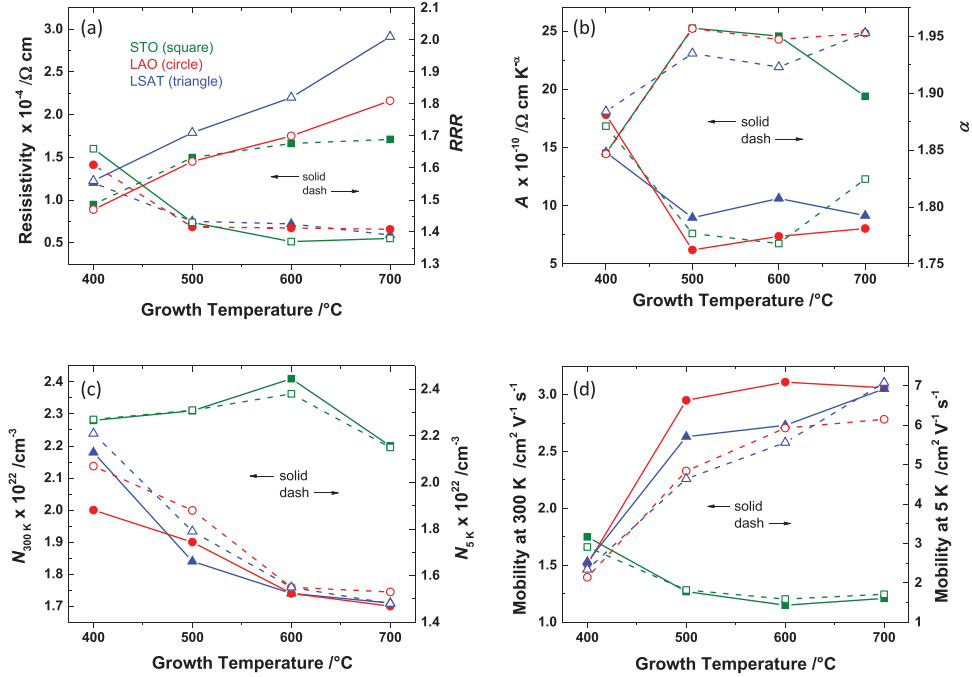 (a)
STO (square)
LAO (circle)
LSAT (triangle)
solid
dash
3.0
2.5
2.0
1.5
1.0
0.5
2.1
2.0
1.9
1.8
1.7
1.6
1.5
1.4
1.3
400 500 600 700
Resisistivity x 10⁻⁴ /Ω cm
RRR
Growth Temperature /°C
(b)
solid
dash
25
20
15
10
5
1.95
1.90
1.85
1.80
1.75
400 500 600 700
A x 10⁻¹⁰ /Ω cm K⁻ᵅ
α
Growth Temperature /°C
(c)
solid
dash
2.4
2.3
2.2
2.1
2.0
1.9
1.8
1.7
2.4
2.2
2.0
1.8
1.6
1.4
400 500 600 700
N300 K x 10²² /cm⁻³
N5 K x 10²² /cm⁻³
Growth Temperature /°C
(d)
solid
dash
3.0
2.5
2.0
1.5
1.0
7
6
5
4
3
2
1
400 500 600 700
Mobility at 300 K /cm² V⁻¹ s⁻¹
Mobility at 5 K /cm² V⁻¹ s⁻¹
Growth Temperature /°C